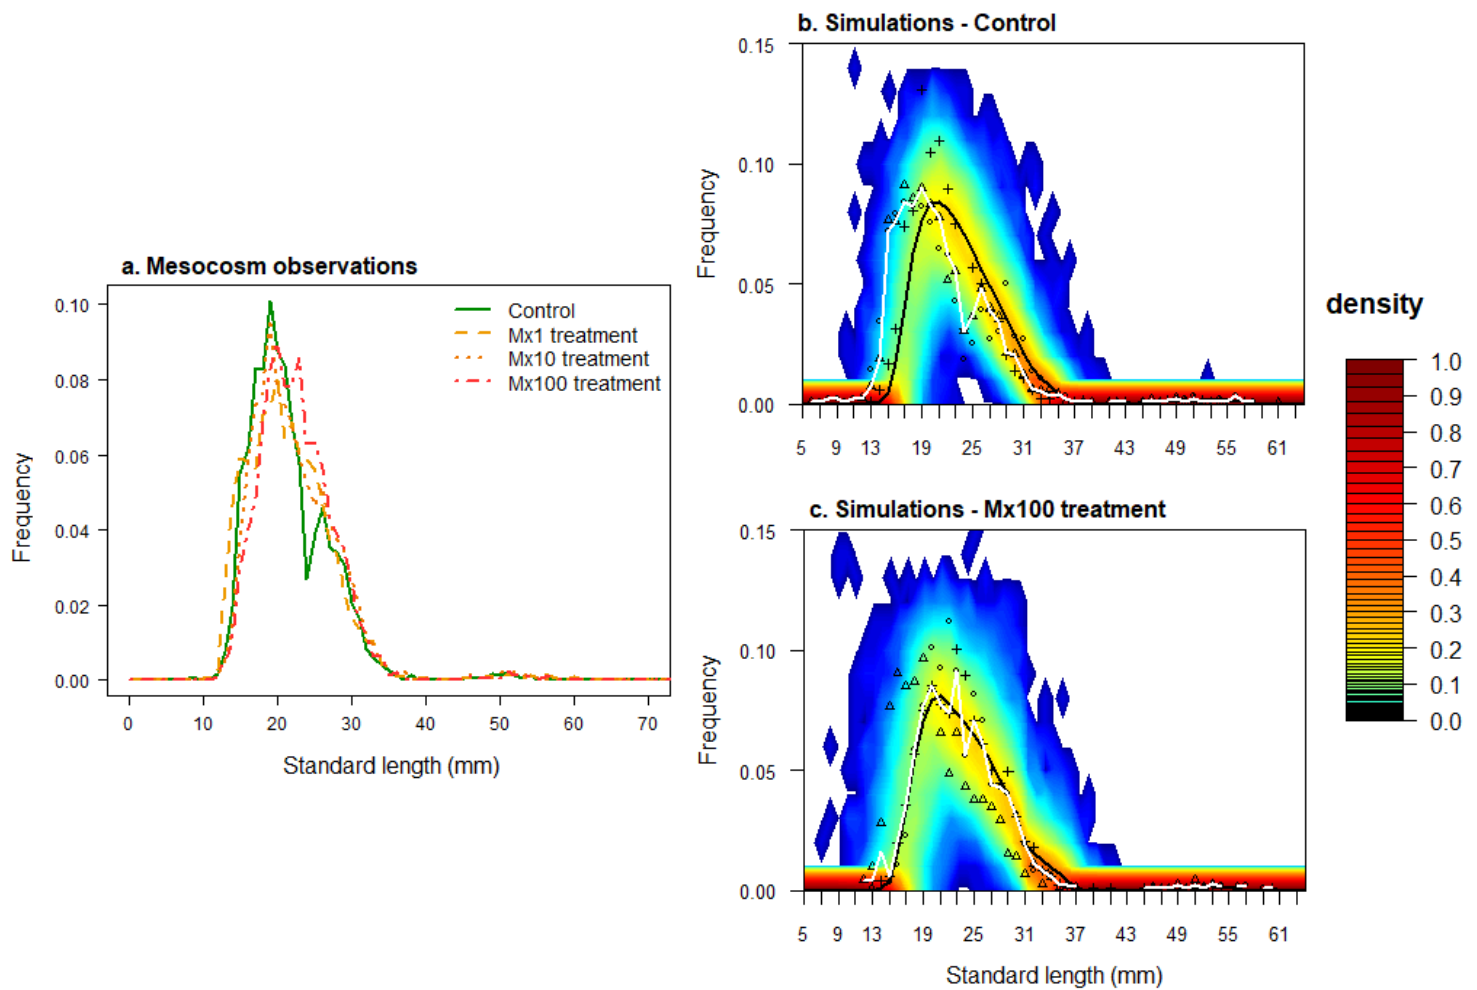 a. Mesocosm observations
Frequency
0.10
0.08
0.06
0.04
0.02
0.00
Control
Mx1 treatment
Mx10 treatment
Mx100 treatment
0 10 20 30 40 50 60 70
Standard length (mm)
b. Simulations - Control
Frequency
0.15
0.10
0.05
0.00
5 9 13 19 25 31 37 43 49 55 61
c. Simulations - Mx100 treatment
Frequency
0.15
0.10
0.05
0.00
5 9 13 19 25 31 37 43 49 55 61
Standard length (mm)
density
1.0
0.9
0.8
0.7
0.6
0.5
0.4
0.3
0.2
0.1
0.0